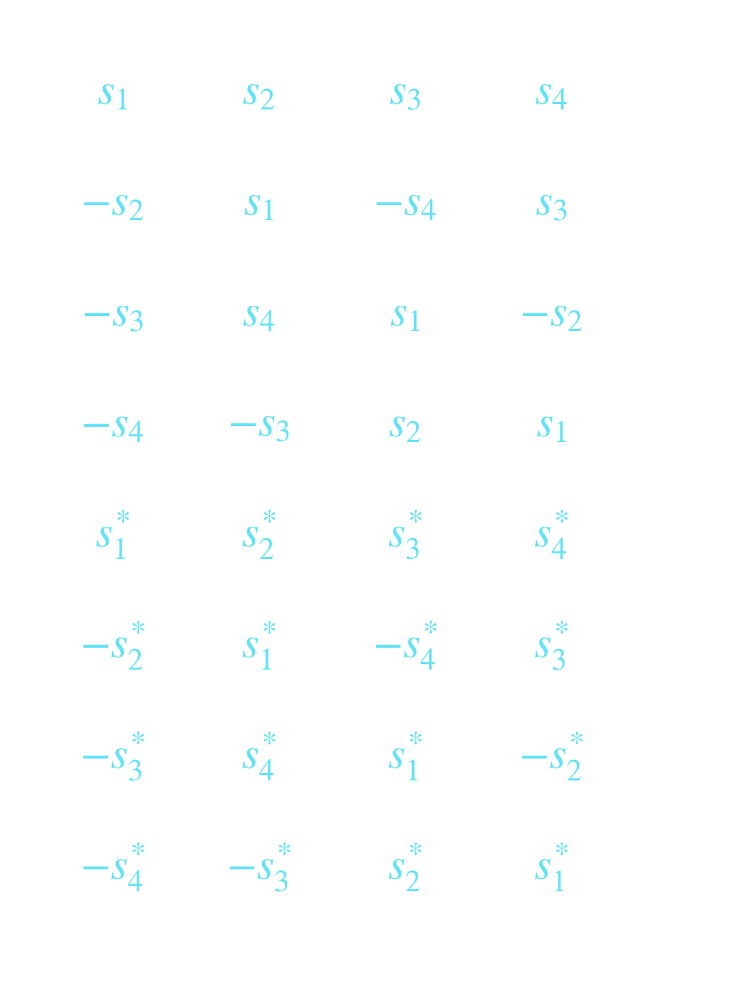 s₁ s₂ s₃ s₄
−s₂ s₁ −s₄ s₃
−s₃ s₄ s₁ −s₂
−s₄ −s₃ s₂ s₁
s₁* s₂* s₃* s₄*
−s₂* s₁* −s₄* s₃*
−s₃* s₄* s₁* −s₂*
−s₄* −s₃* s₂* s₁*